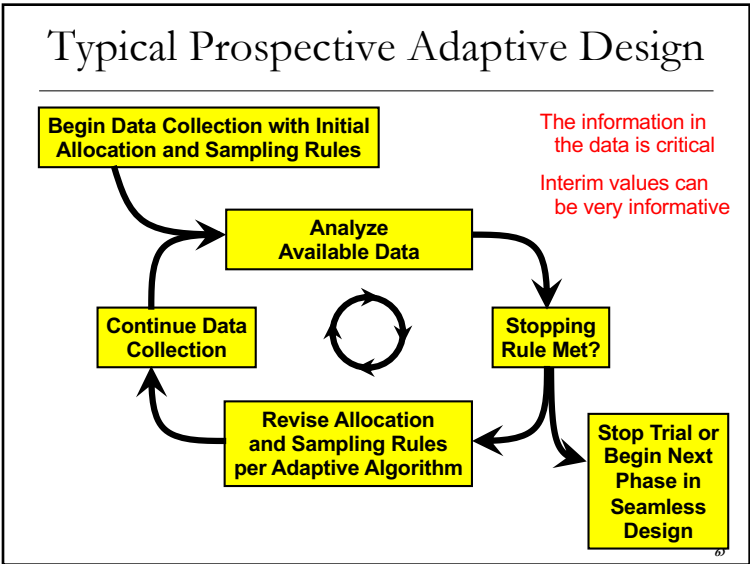 Typical Prospective Adaptive Design
Begin Data Collection with Initial
Allocation and Sampling Rules
The information in
the data is critical
Interim values can
be very informative
Analyze
Available Data
Continue Data
Collection
Stopping
Rule Met?
Revise Allocation
and Sampling Rules
per Adaptive Algorithm
Stop Trial or
Begin Next
Phase in
Seamless
Design